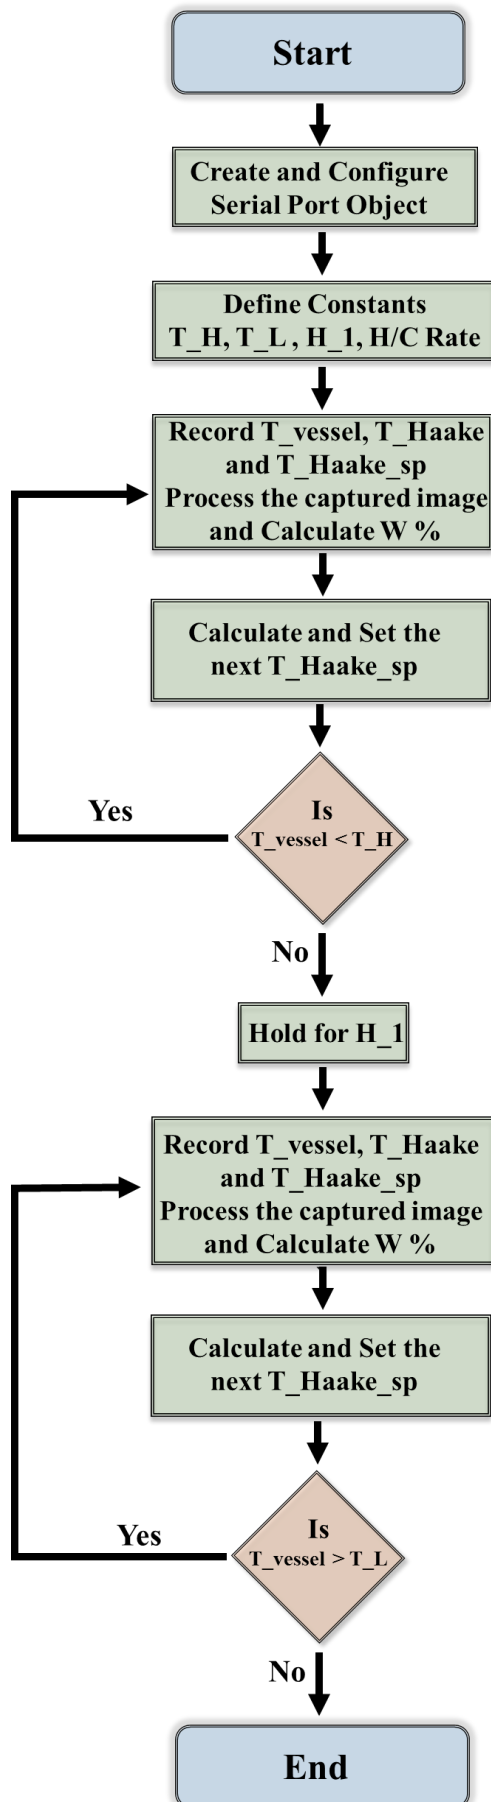 Start
Create and Configure
Serial Port Object
Define Constants
T_H, T_L , H_1, H/C Rate
Record T_vessel, T_Haake
and T_Haake_sp
Process the captured image
and Calculate W %
Calculate and Set the
next T_Haake_sp
Yes
Is
T_vessel < T_H
No
Hold for H_1
Record T_vessel, T_Haake
and T_Haake_sp
Process the captured image
and Calculate W %
Calculate and Set the
next T_Haake_sp
Yes
Is
T_vessel > T_L
No
End